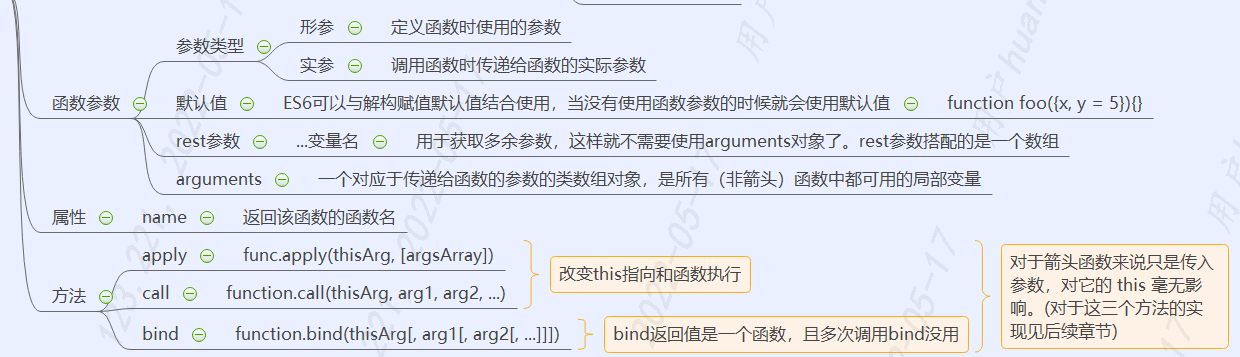 函数参数
参数类型
形参
定义函数时使用的参数
实参
调用函数时传递给函数的实际参数
默认值
ES6可以与解构赋值默认值结合使用，当没有使用函数参数的时候就会使用默认值
function foo({x, y = 5}){}
rest参数
...变量名
用于获取多余参数，这样就不需要使用arguments对象了。rest参数搭配的是一个数组
arguments
一个对应于传递给函数的参数的类数组对象，是所有（非箭头）函数中都可用的局部变量
属性
name
返回该函数的函数名
方法
apply
func.apply(thisArg, [argsArray])
call
function.call(thisArg, arg1, arg2, ...)
改变this指向和函数执行
bind
function.bind(thisArg[, arg1[, arg2[, ...]]])
bind返回值是一个函数，且多次调用bind没用
对于箭头函数来说只是传入
参数，对它的 this 毫无影
响。(对于这三个方法的实
现见后续章节)